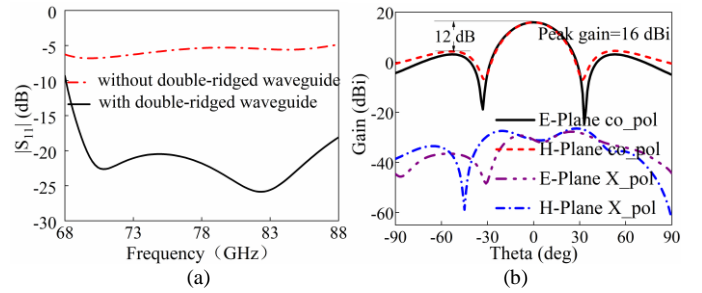 0
-5
-10
-15
-20
-25
-30
|S11| (dB)
without double-ridged waveguide
with double-ridged waveguide
68 73 78 83 88
Frequency（GHz）
(a)
20
0
-20
-40
-60
Gain (dBi)
12 dB
Peak gain=16 dBi
E-Plane co_pol
H-Plane co_pol
E-Plane X_pol
H-Plane X_pol
-90 -60 -30 0 30 60 90
Theta (deg)
(b)